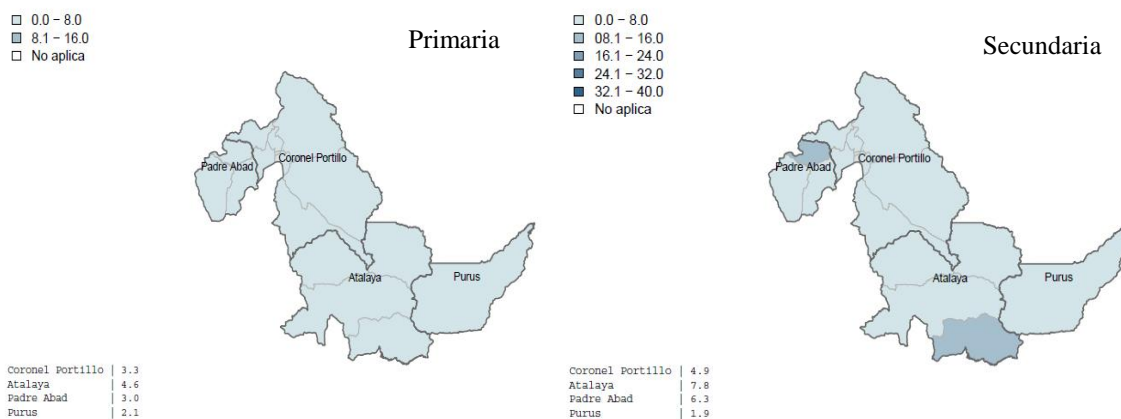 0.0 – 8.0
8.1 – 16.0
No aplica
Primaria
Padre Abad
Coronel Portillo
Atalaya
Purus
Coronel Portillo | 3.3
Atalaya | 4.6
Padre Abad | 3.0
Purus | 2.1
0.0 – 8.0
08.1 – 16.0
16.1 – 24.0
24.1 – 32.0
32.1 – 40.0
No aplica
Secundaria
Padre Abad
Coronel Portillo
Atalaya
Purus
Coronel Portillo | 4.9
Atalaya | 7.8
Padre Abad | 6.3
Purus | 1.9